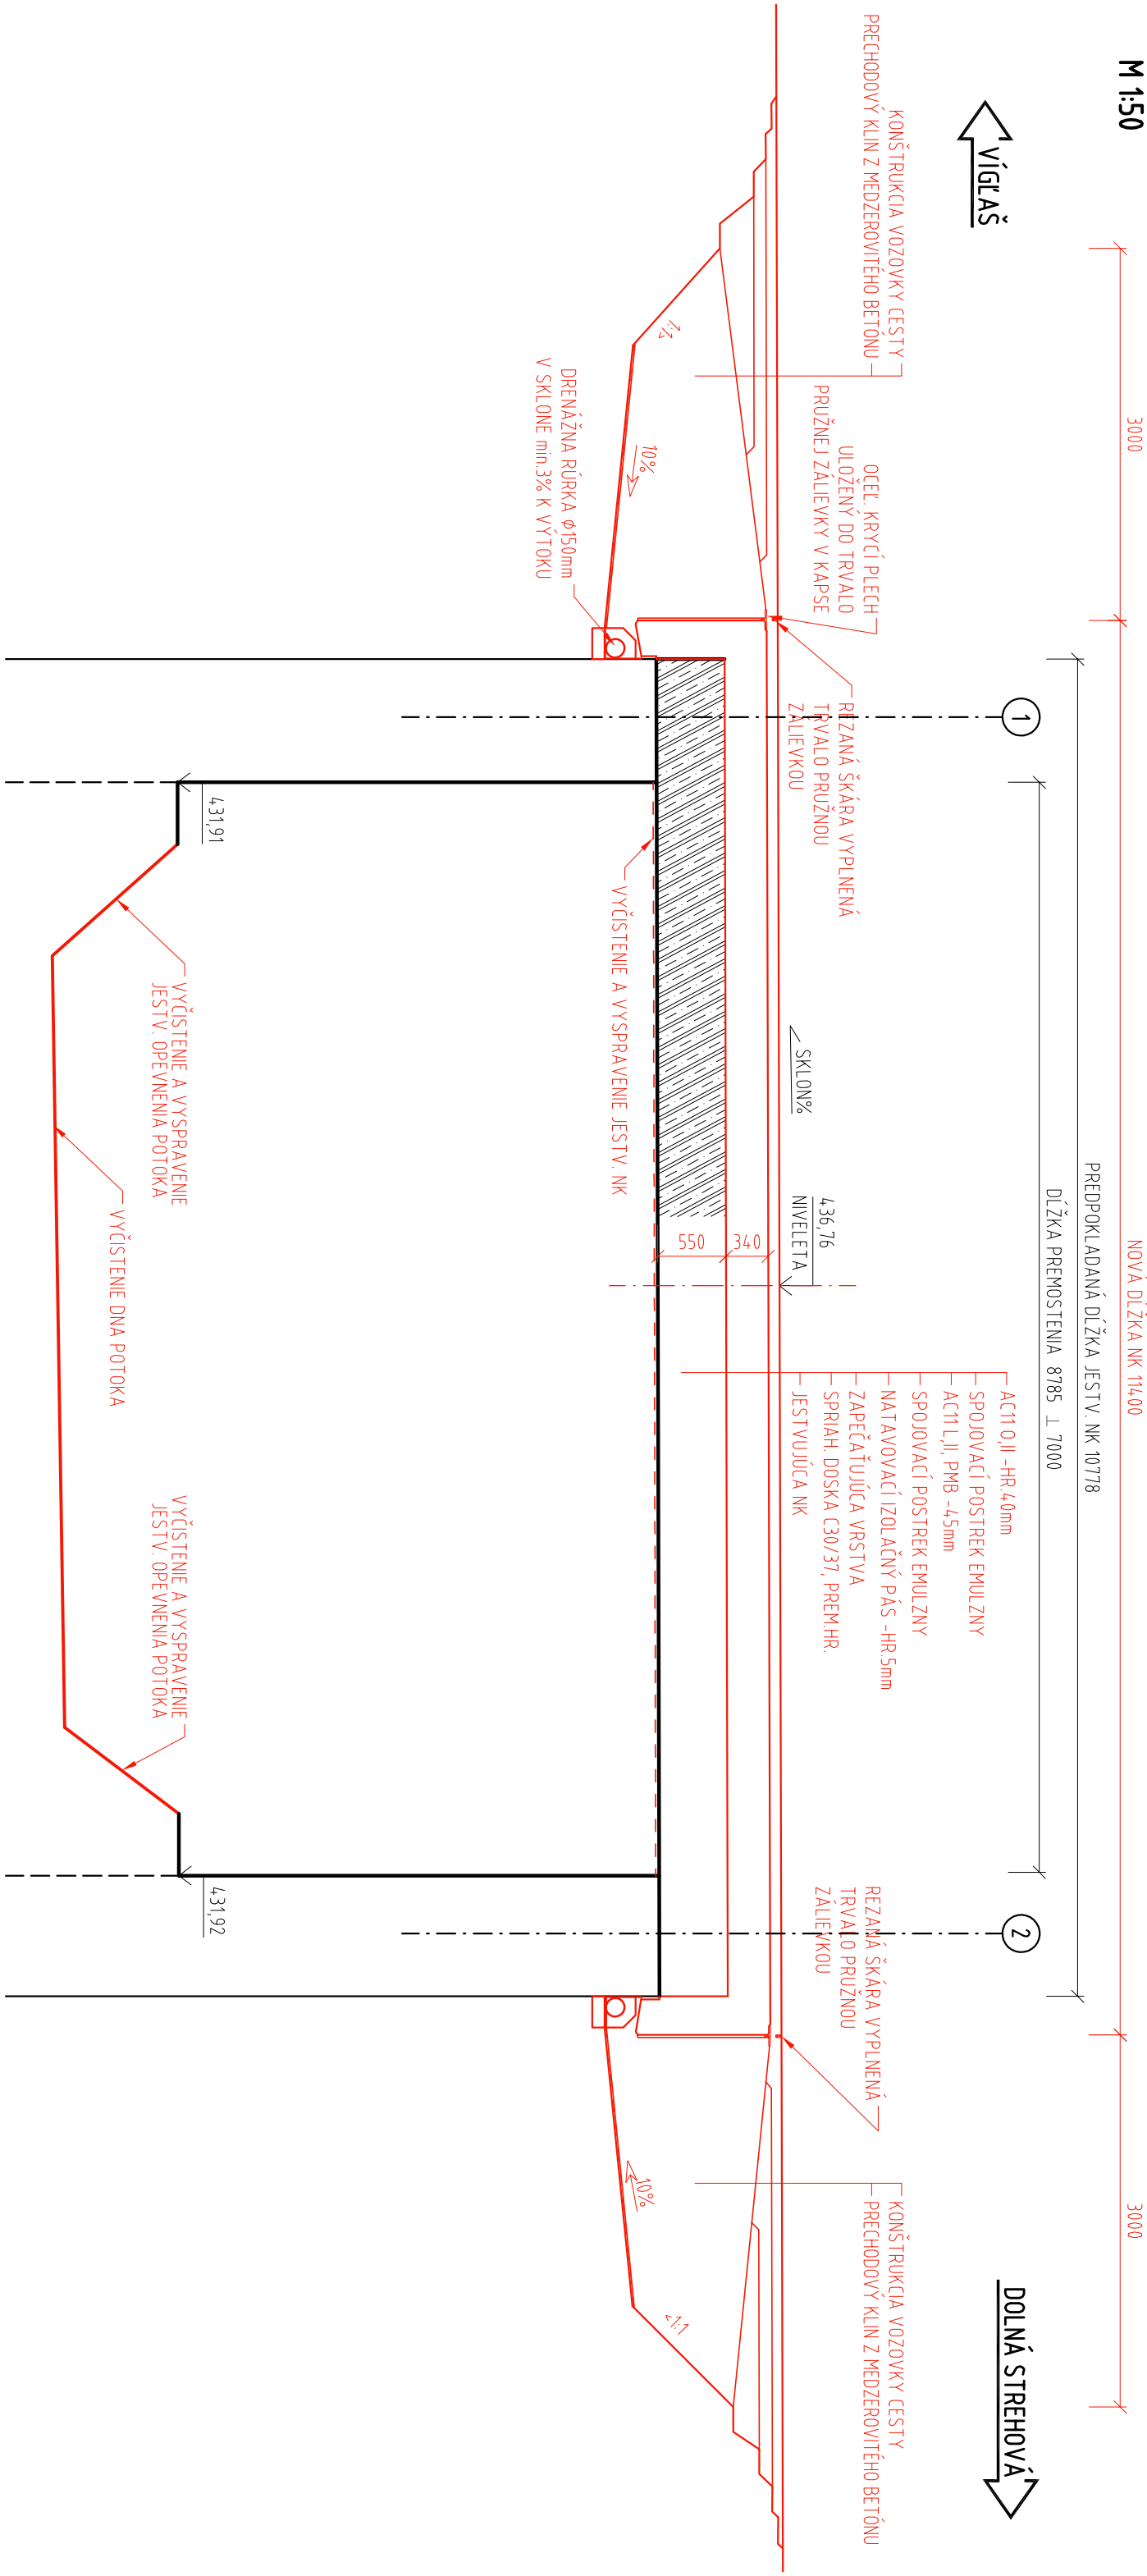 M 1:50
VÍGĽAŠ
DOLNÁ STREHOVÁ
3000
NOVÁ DĹŽKA NK 11400
3000
PREDPOKLADANÁ DĹŽKA JESTV. NK 10778
DĹŽKA PREMOSTENIA 8785 ⊥ 7000
1
2
KONŠTRUKCIA VOZOVKY CESTY
PRECHODOVÝ KLIN Z MEDZEROVITÉHO BETÓNU
OCEĽ. KRYCÍ PLECH
ULOŽENÝ DO TRVALO
PRUŽNEJ ZÁLIEVKY V KAPSE
REZANÁ ŠKÁRA VYPLNENÁ
TRVALO PRUŽNOU
ZÁLIEVKOU
SKLON%
436,76
NIVELETA
AC11 O,II -HR.40mm
SPOJOVACÍ POSTREK EMULZNY
AC11 L,II, PMB -45mm
SPOJOVACÍ POSTREK EMULZNY
NATAVOVACÍ IZOLAČNÝ PÁS -HR.5mm
ZAPEČAŤUJÚCA VRSTVA
SPRIAH. DOSKA C30/37, PREM.HR.
JESTVUJÚCA NK
REZANÁ ŠKÁRA VYPLNENÁ
TRVALO PRUŽNOU
ZÁLIEVKOU
KONŠTRUKCIA VOZOVKY CESTY
PRECHODOVÝ KLIN Z MEDZEROVITÉHO BETÓNU
340
550
1:1
10%
10%
<1:1
DRENÁŽNA RÚRKA Ø150mm
V SKLONE min.3% K VÝTOKU
VYČISTENIE A VYSPRAVENIE JESTV. NK
431,91
431,92
VYČISTENIE A VYSPRAVENIE
JESTV. OPEVNENIA POTOKA
VYČISTENIE DNA POTOKA
VYČISTENIE A VYSPRAVENIE
JESTV. OPEVNENIA POTOKA